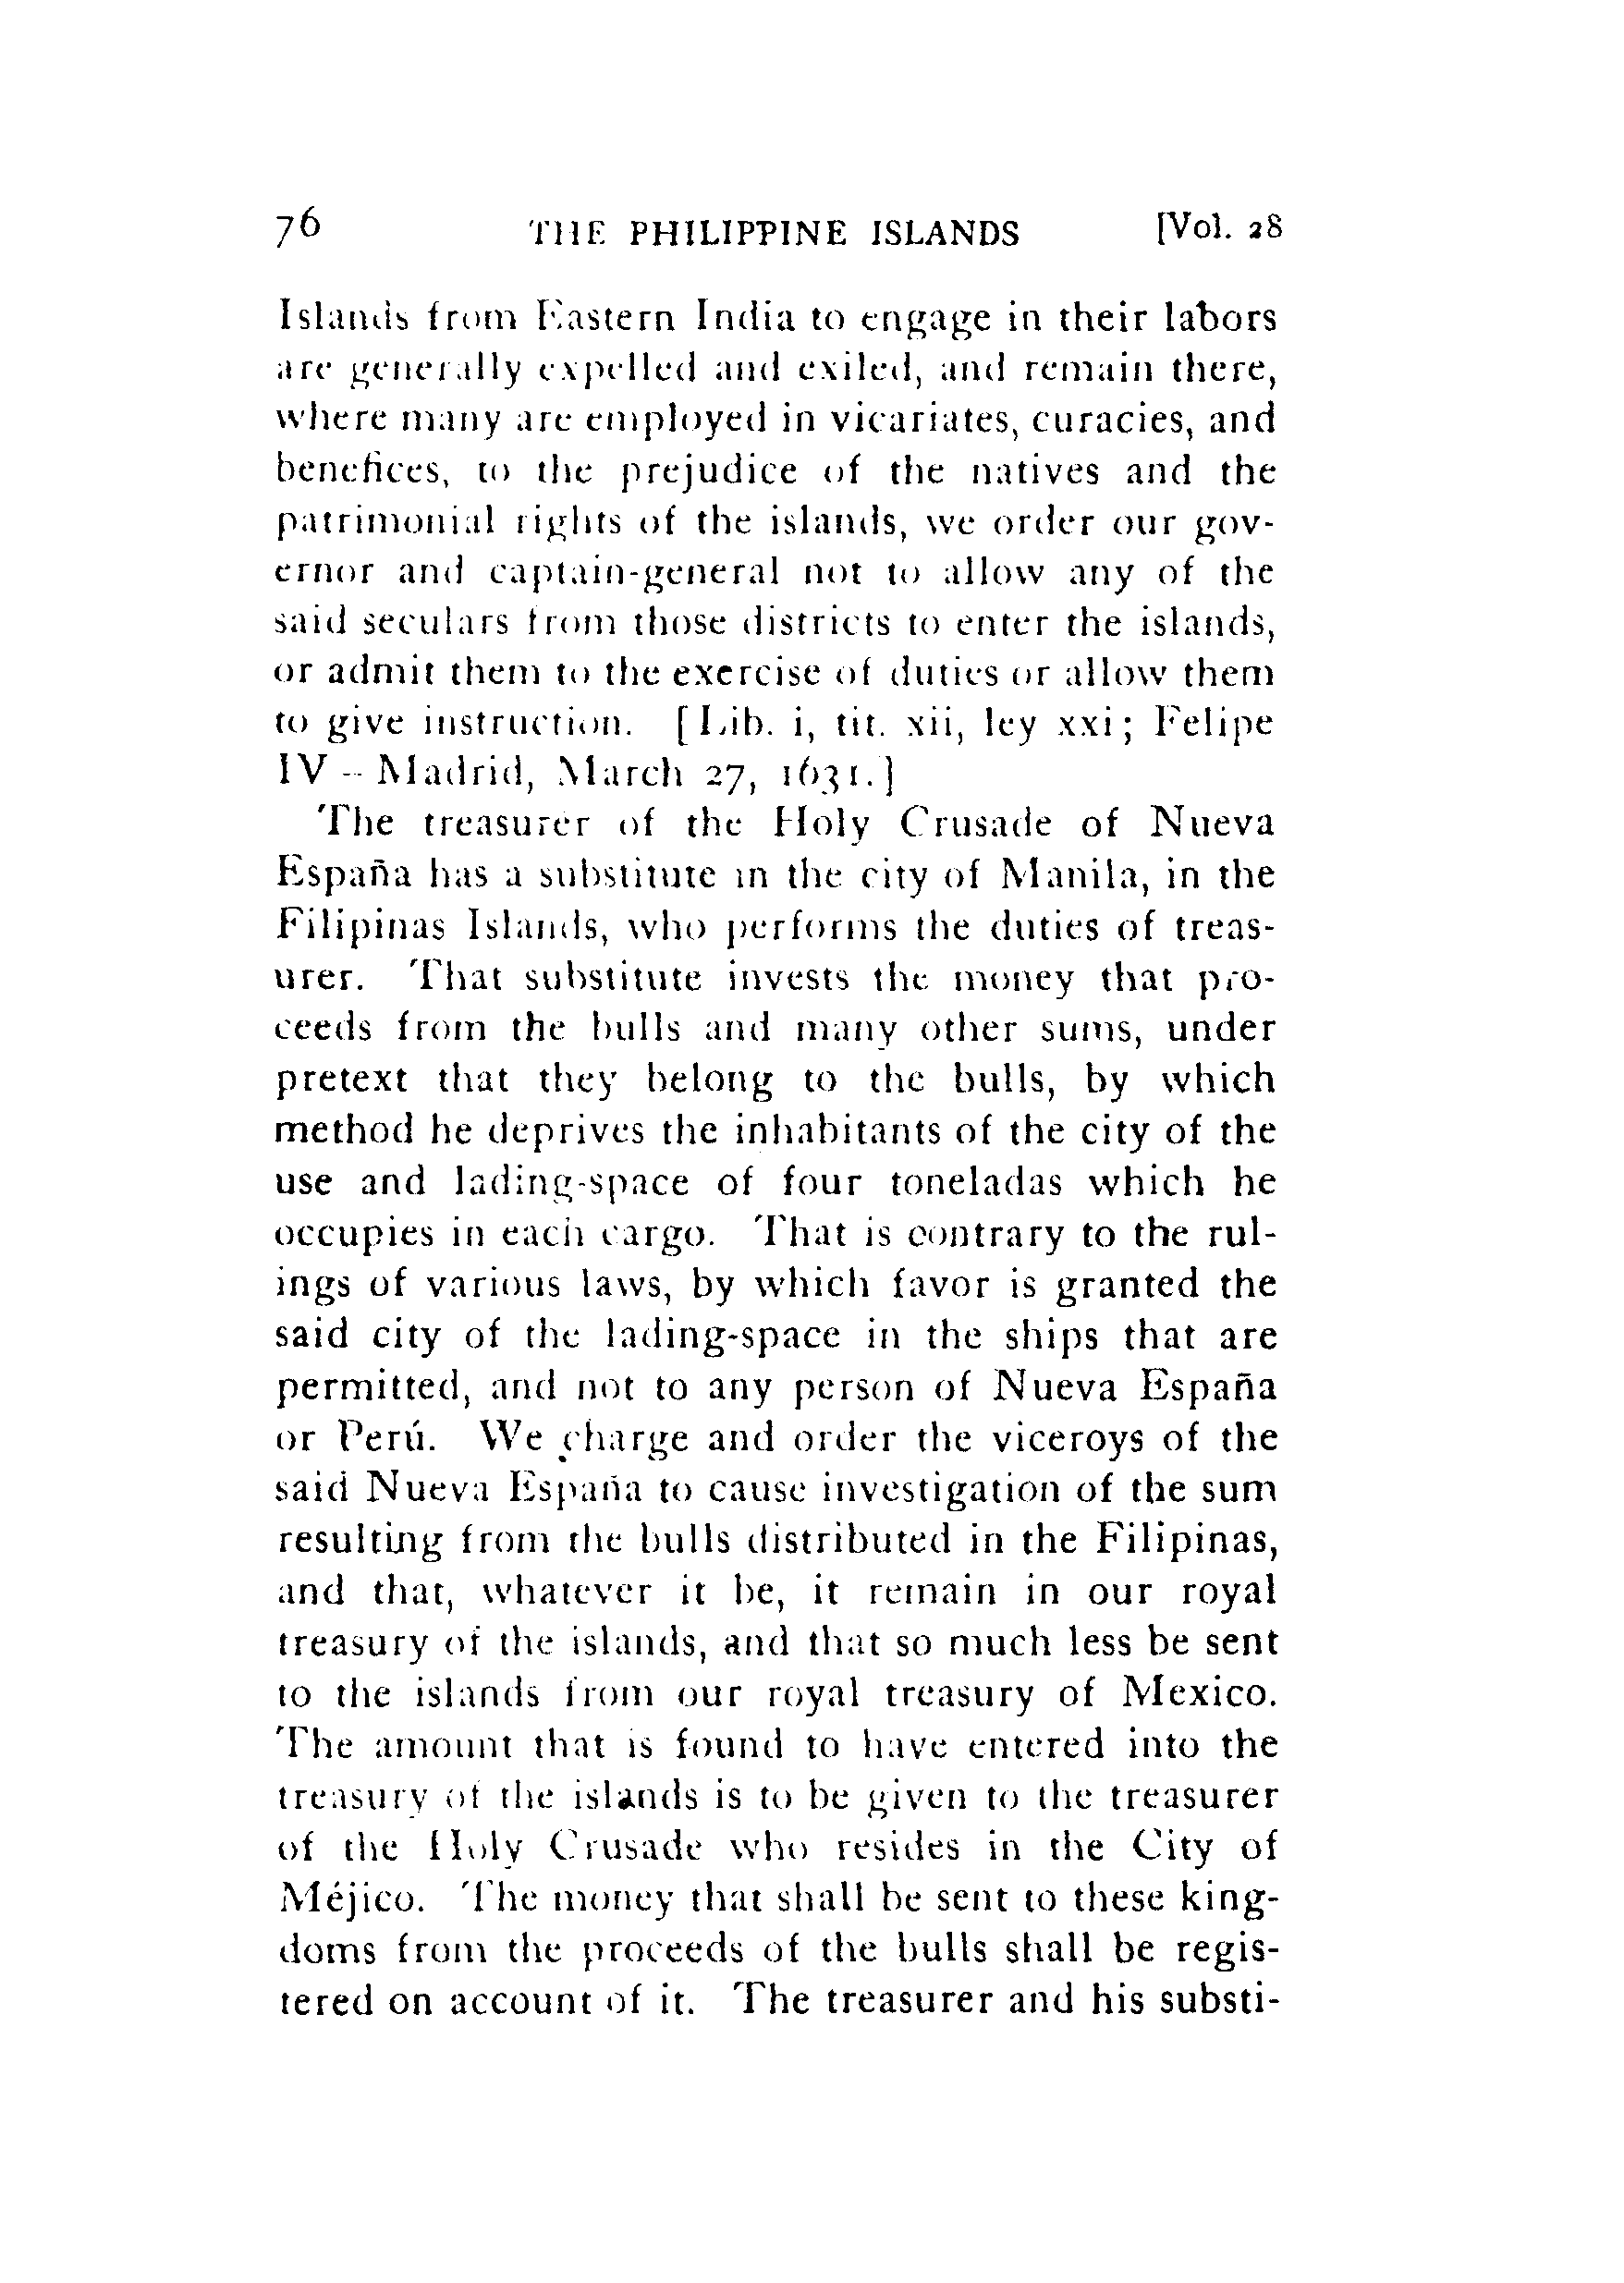 76 THE PHILIPPINE ISLANDS [Vol. 28
Islands from Eastern India to engage in their labors
are generally expelled and exiled, and remain there,
where many are employed in vicariates, curacies, and
benefices, to the prejudice of the natives and the
patrimonial rights of the islands, we order our gov-
ernor and captain-general not to allow any of the
said seculars from those districts to enter the islands,
or admit them to the exercise of duties or allow them
to give instruction. [Lib. i, tit. xii, ley xxi; Felipe
IV – Madrid, March 27, 1631.]
The treasurer of the Holy Crusade of Nueva
España has a substitute in the city of Manila, in the
Filipinas Islands, who performs the duties of treas-
urer. That substitute invests the money that pro-
ceeds from the bulls and many other sums, under
pretext that they belong to the bulls, by which
method he deprives the inhabitants of the city of the
use and lading-space of four toneladas which he
occupies in each cargo. That is contrary to the rul-
ings of various laws, by which favor is granted the
said city of the lading-space in the ships that are
permitted, and not to any person of Nueva España
or Perú. We charge and order the viceroys of the
said Nueva España to cause investigation of the sum
resulting from the bulls distributed in the Filipinas,
and that, whatever it be, it remain in our royal
treasury of the islands, and that so much less be sent
to the islands from our royal treasury of Mexico.
The amount that is found to have entered into the
treasury of the islands is to be given to the treasurer
of the Holy Crusade who resides in the City of
Méjico. The money that shall be sent to these king-
doms from the proceeds of the bulls shall be regis-
tered on account of it. The treasurer and his substi-